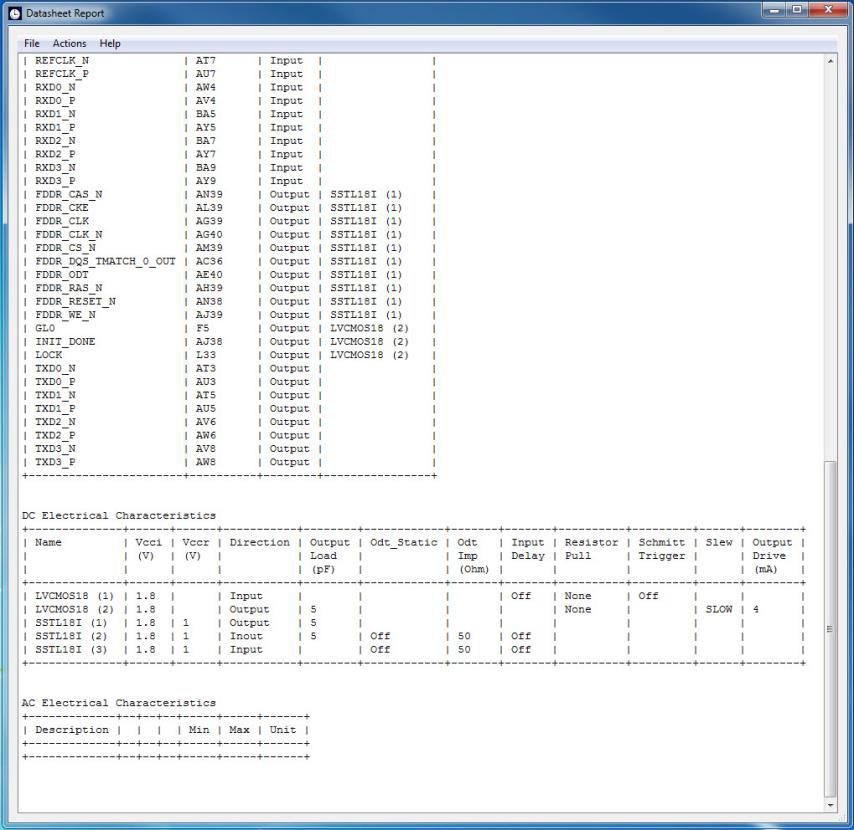 Datasheet Report
File Actions Help
| REFCLK_N | AT7 | Input | |
| REFCLK_P | AU7 | Input | |
| RXD0_N | AW4 | Input | |
| RXD0_P | AV4 | Input | |
| RXD1_N | BA5 | Input | |
| RXD1_P | AY5 | Input | |
| RXD2_N | BA7 | Input | |
| RXD2_P | AY7 | Input | |
| RXD3_N | BA9 | Input | |
| RXD3_P | AY9 | Input | |
| FDDR_CAS_N | AN39 | Output | SSTL18I (1) |
| FDDR_CKE | AL39 | Output | SSTL18I (1) |
| FDDR_CLK | AG39 | Output | SSTL18I (1) |
| FDDR_CLK_N | AG40 | Output | SSTL18I (1) |
| FDDR_CS_N | AM39 | Output | SSTL18I (1) |
| FDDR_DQS_TMATCH_0_OUT | AC36 | Output | SSTL18I (1) |
| FDDR_ODT | AE40 | Output | SSTL18I (1) |
| FDDR_RAS_N | AH39 | Output | SSTL18I (1) |
| FDDR_RESET_N | AN38 | Output | SSTL18I (1) |
| FDDR_WE_N | AJ39 | Output | SSTL18I (1) |
| GL0 | F5 | Output | LVCMOS18 (2) |
| INIT_DONE | AJ38 | Output | LVCMOS18 (2) |
| LOCK | L33 | Output | LVCMOS18 (2) |
| TXD0_N | AT3 | Output | |
| TXD0_P | AU3 | Output | |
| TXD1_N | AT5 | Output | |
| TXD1_P | AU5 | Output | |
| TXD2_N | AV6 | Output | |
| TXD2_P | AW6 | Output | |
| TXD3_N | AV8 | Output | |
| TXD3_P | AW8 | Output | |
DC Electrical Characteristics
| Name | Vcci | Vccr | Direction | Output | Odt_Static | Odt | Input | Resistor | Schmitt | Slew | Output |
| | (V) | (V) | | Load | | Imp | Delay | Pull | Trigger | | Drive |
| | | | | (pF) | | (Ohm) | | | | | (mA) |
| LVCMOS18 (1) | 1.8 | | Input | | | | Off | None | Off | | |
| LVCMOS18 (2) | 1.8 | | Output | 5 | | | | None | | SLOW | 4 |
| SSTL18I (1) | 1.8 | 1 | Output | 5 | | | | | | | |
| SSTL18I (2) | 1.8 | 1 | Inout | 5 | Off | 50 | Off | | | | |
| SSTL18I (3) | 1.8 | 1 | Input | | Off | 50 | Off | | | | |
AC Electrical Characteristics
| Description | | | | Min | Max | Unit |